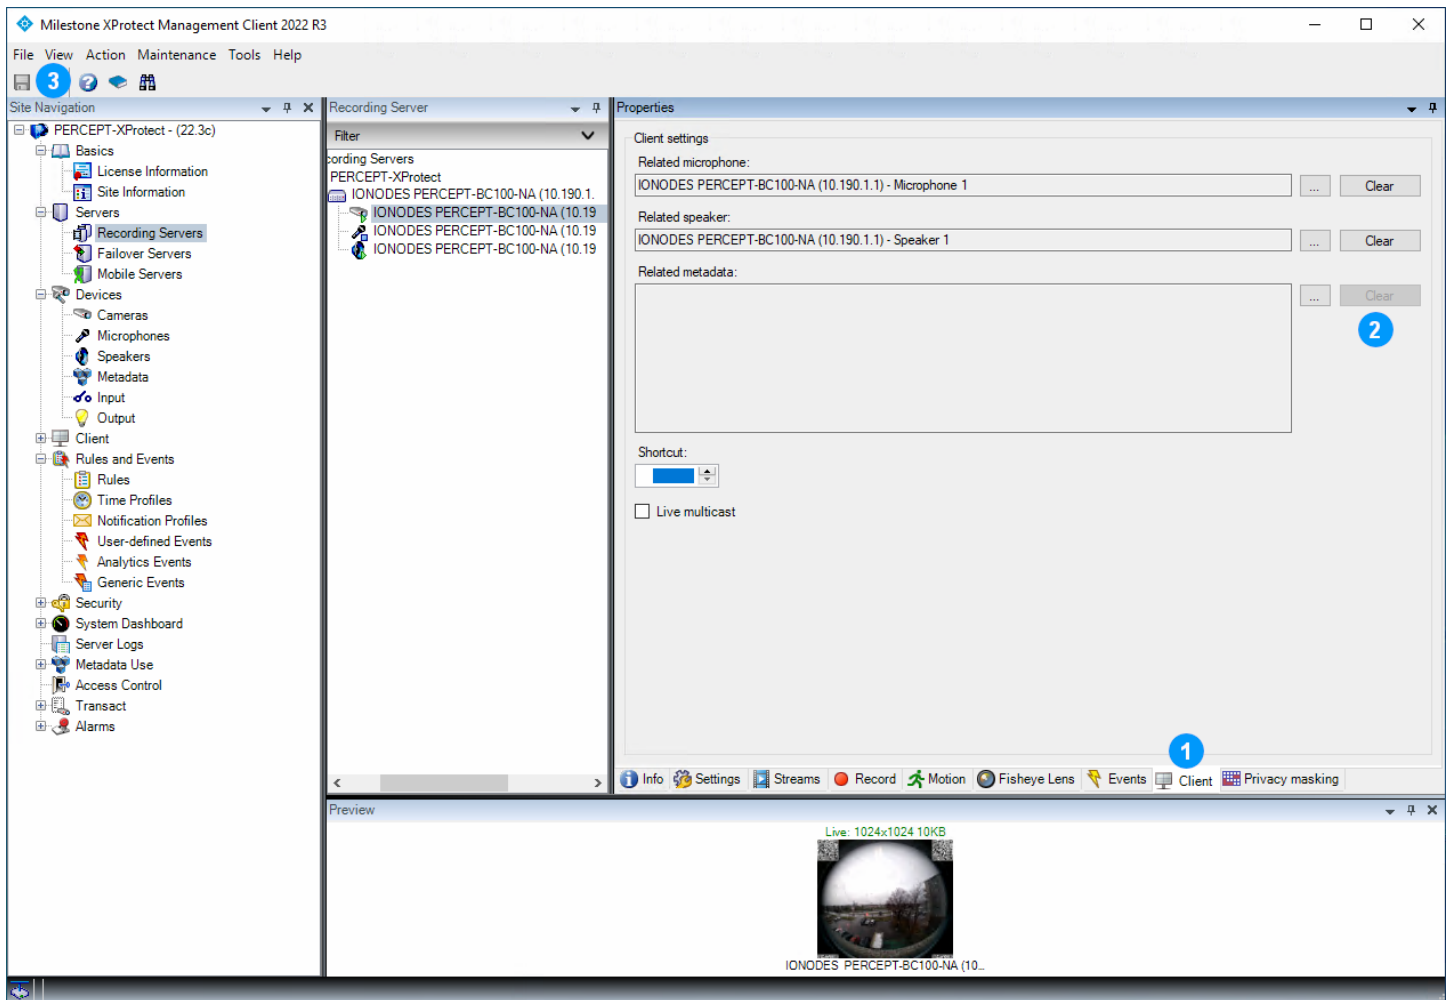 Milestone XProtect Management Client 2022 R3
File View Action Maintenance Tools Help
3
Site Navigation
PERCEPT-XProtect - (22.3c)
Basics
License Information
Site Information
Servers
Recording Servers
Failover Servers
Mobile Servers
Devices
Cameras
Microphones
Speakers
Metadata
Input
Output
Client
Rules and Events
Rules
Time Profiles
Notification Profiles
User-defined Events
Analytics Events
Generic Events
Security
System Dashboard
Server Logs
Metadata Use
Access Control
Transact
Alarms
Recording Server
Filter
cording Servers
PERCEPT-XProtect
IONODES PERCEPT-BC100-NA (10.190.1.
IONODES PERCEPT-BC100-NA (10.19
IONODES PERCEPT-BC100-NA (10.19
IONODES PERCEPT-BC100-NA (10.19
Properties
Client settings
Related microphone:
IONODES PERCEPT-BC100-NA (10.190.1.1) - Microphone 1 ... Clear
Related speaker:
IONODES PERCEPT-BC100-NA (10.190.1.1) - Speaker 1 ... Clear
Related metadata:
... Clear
2
Shortcut:
Live multicast
1
Info Settings Streams Record Motion Fisheye Lens Events Client Privacy masking
Preview
Live: 1024x1024 10KB
IONODES PERCEPT-BC100-NA (10...